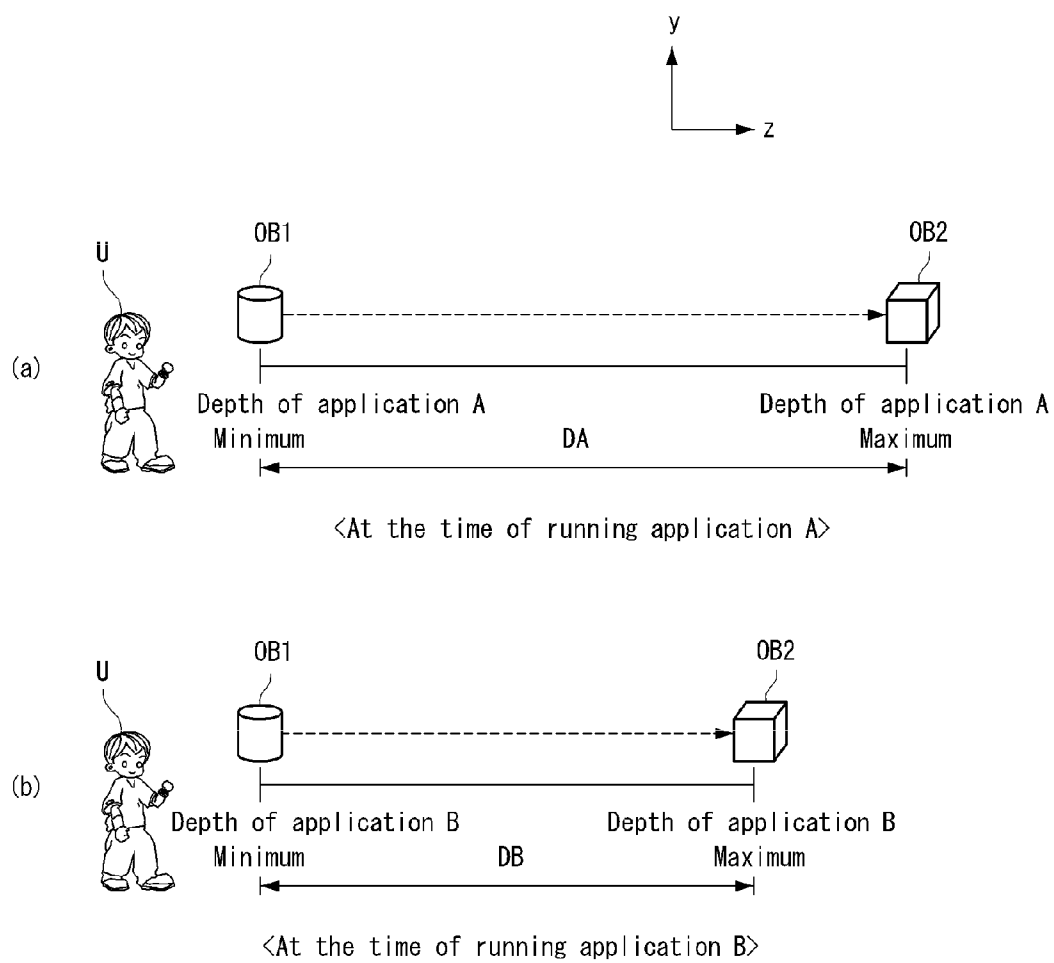 y
z
OB1
OB2
U
(a)
Depth of application A
Depth of application A
Minimum
DA
Maximum
<At the time of running application A>
OB1
OB2
U
(b)
Depth of application B
Depth of application B
Minimum
DB
Maximum
<At the time of running application B>